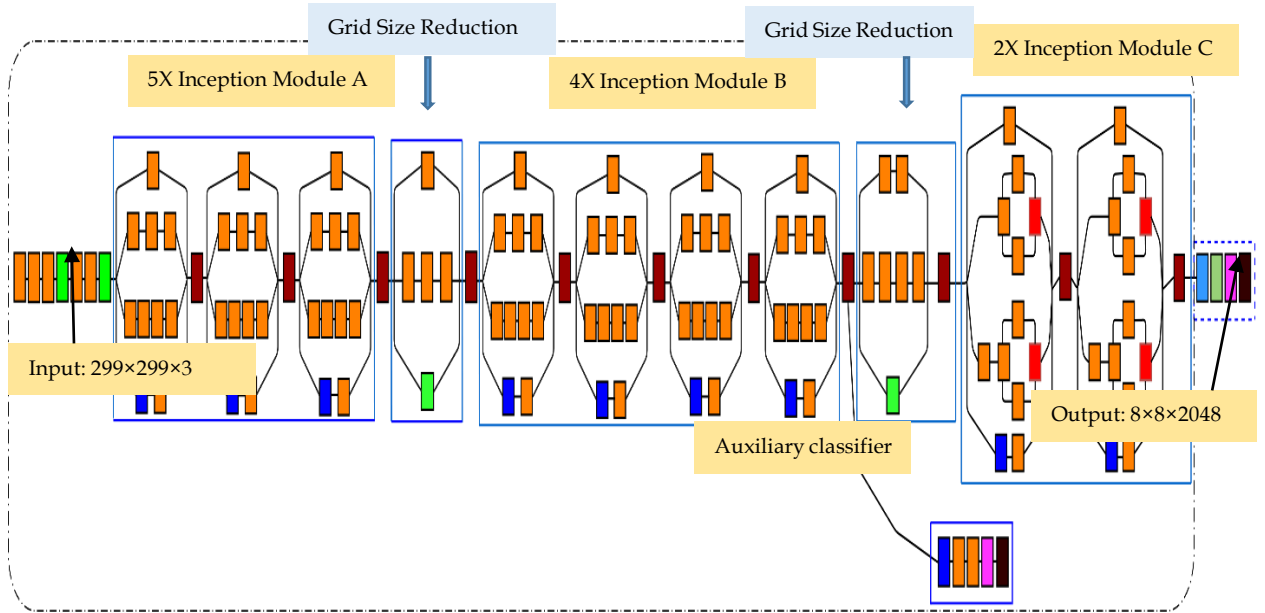 Grid Size Reduction
Grid Size Reduction
2X Inception Module C
5X Inception Module A
4X Inception Module B
Input: 299×299×3
Output: 8×8×2048
Auxiliary classifier